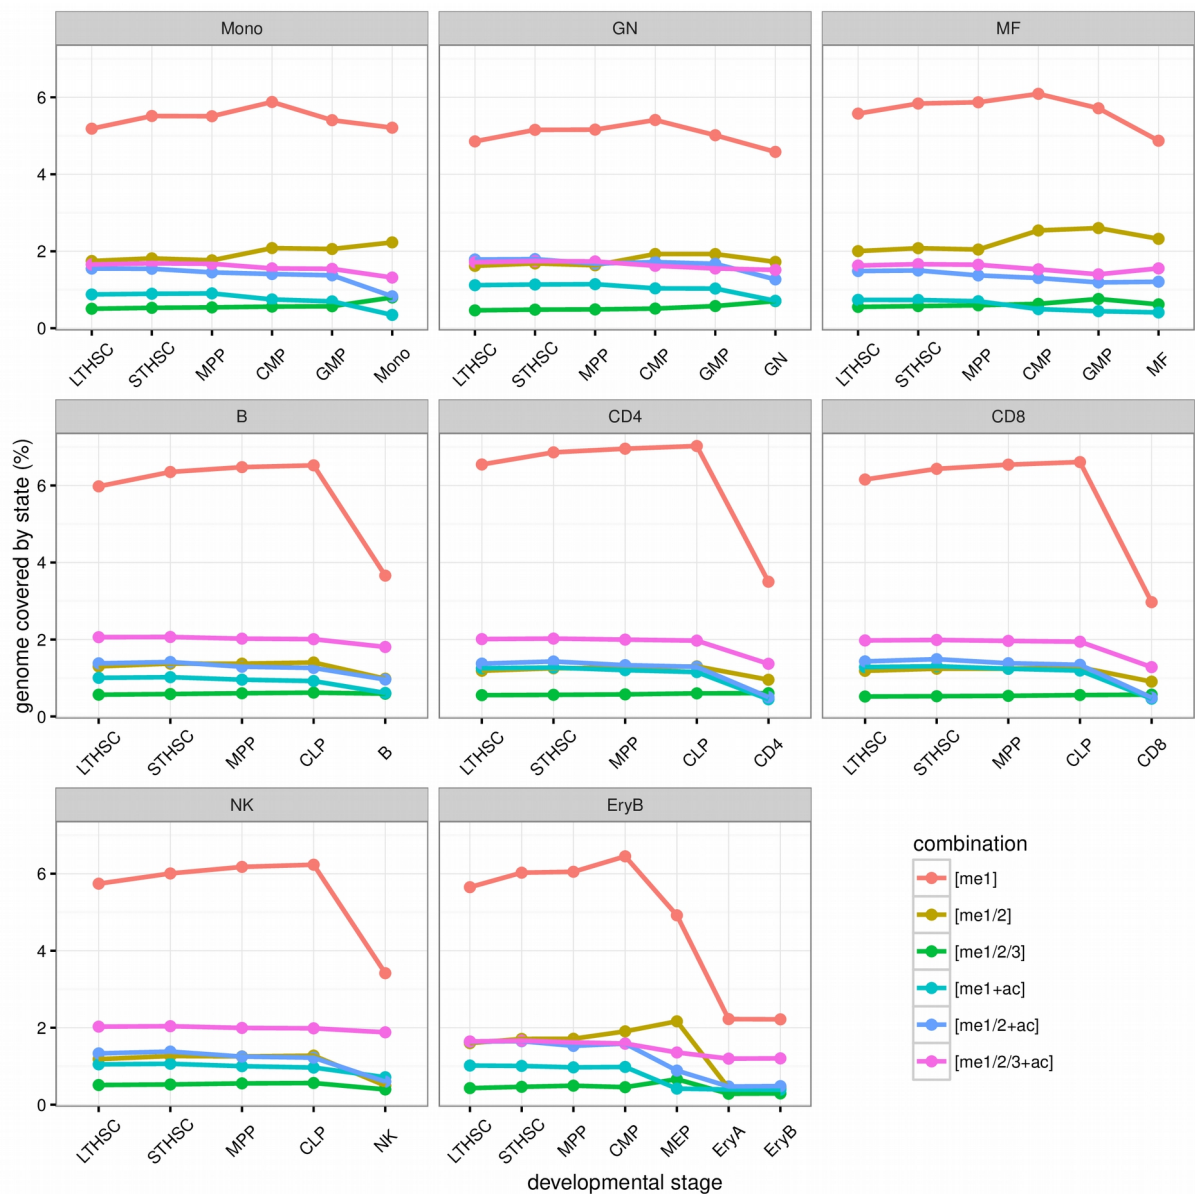 Mono GN MF
6
4
2
0
LTHSC STHSC MPP CMP GMP Mono LTHSC STHSC MPP CMP GMP GN LTHSC STHSC MPP CMP GMP MF
B CD4 CD8
genome covered by state (%)
6
4
2
0
LTHSC STHSC MPP CLP B LTHSC STHSC MPP CLP CD4 LTHSC STHSC MPP CLP CD8
NK EryB
6
4
2
0
LTHSC STHSC MPP CLP NK LTHSC STHSC MPP CMP MEP EryA EryB
developmental stage
combination
[me1]
[me1/2]
[me1/2/3]
[me1+ac]
[me1/2+ac]
[me1/2/3+ac]